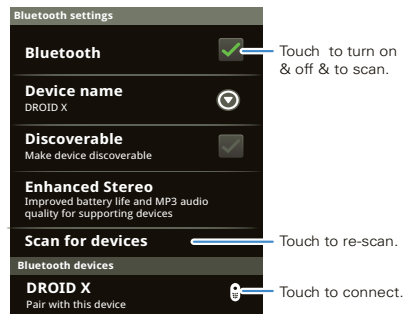 Bluetooth settings
Bluetooth
Touch to turn on
& off & to scan.
Device name
DROID X
Discoverable
Make device discoverable
Enhanced Stereo
Improved battery life and MP3 audio
quality for supporting devices
Scan for devices
Touch to re-scan.
Bluetooth devices
DROID X
Pair with this device
Touch to connect.